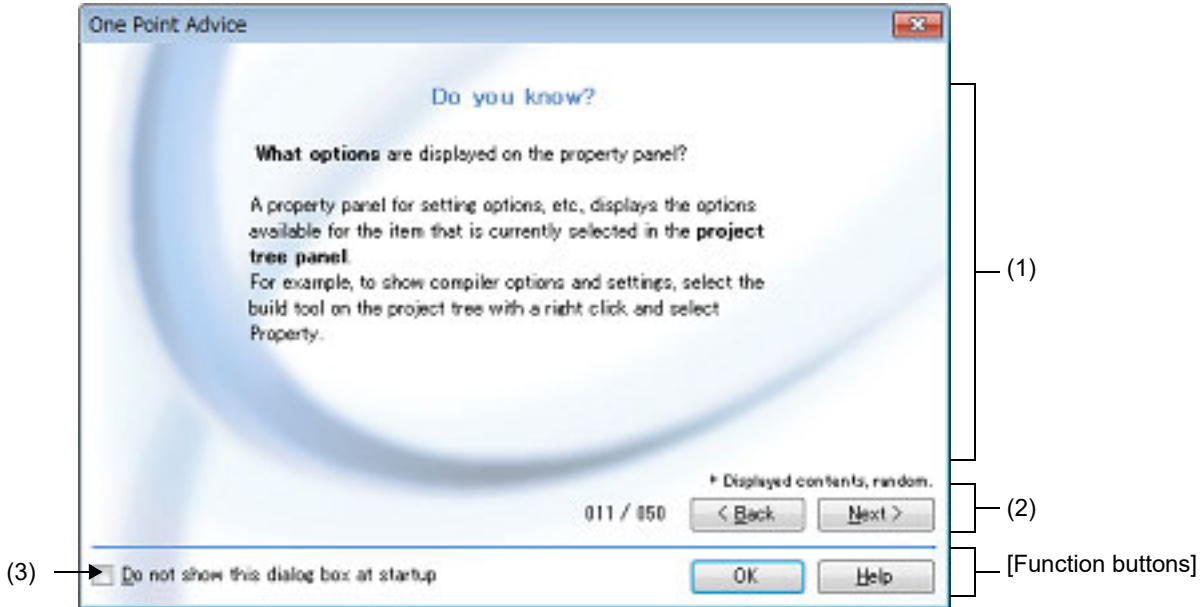 One Point Advice
Do you know?
What options are displayed on the property panel?
A property panel for setting options, etc., displays the options
available for the item that is currently selected in the project
tree panel.
For example, to show compiler options and settings, select the
build tool on the project tree with a right click and select
Property.
(1)
* Displayed contents, random.
011 / 050
< Back
Next >
(2)
(3)
Do not show this dialog box at startup
OK
Help
[Function buttons]